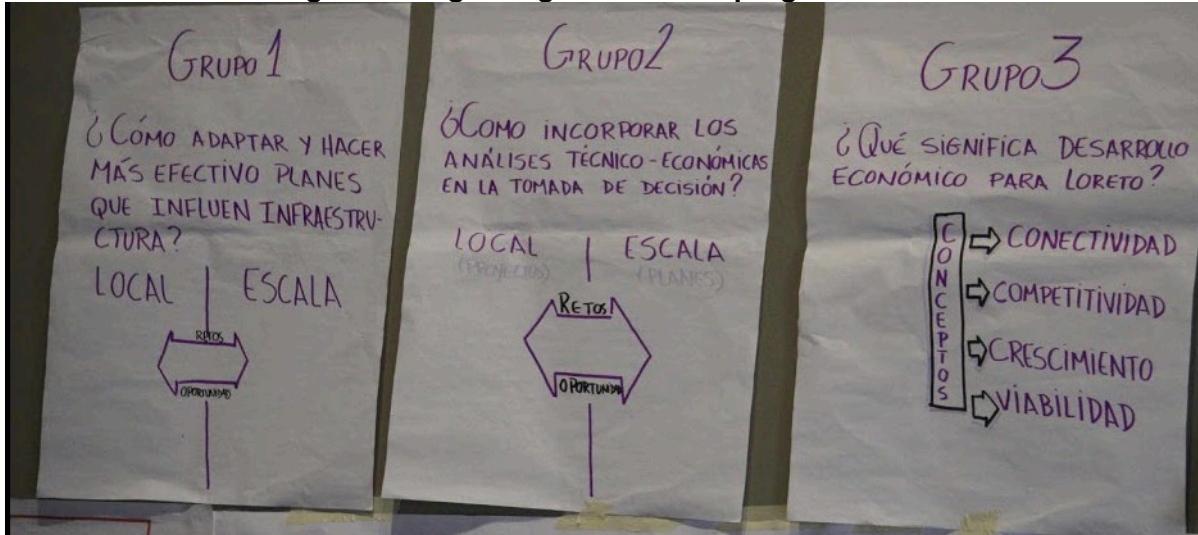 GRUPO 1
¿CÓMO ADAPTAR Y HACER
MÁS EFECTIVO PLANES
QUE INFLUEN INFRAESTRU-
CTURA?
LOCAL | ESCALA
RETOS
OPORTUNIDAD
GRUPO 2
¿COMO INCORPORAR LOS
ANÁLISES TÉCNICO-ECONÓMICAS
EN LA TOMADA DE DECISIÓN?
LOCAL | ESCALA
(PROYECTOS) (PLANES)
RETOS
OPORTUNIDAD
GRUPO 3
¿QUÉ SIGNIFICA DESARROLLO
ECONÓMICO PARA LORETO?
CONCEPTOS
CONECTIVIDAD
COMPETITIVIDAD
CRESCIMIENTO
VIABILIDAD